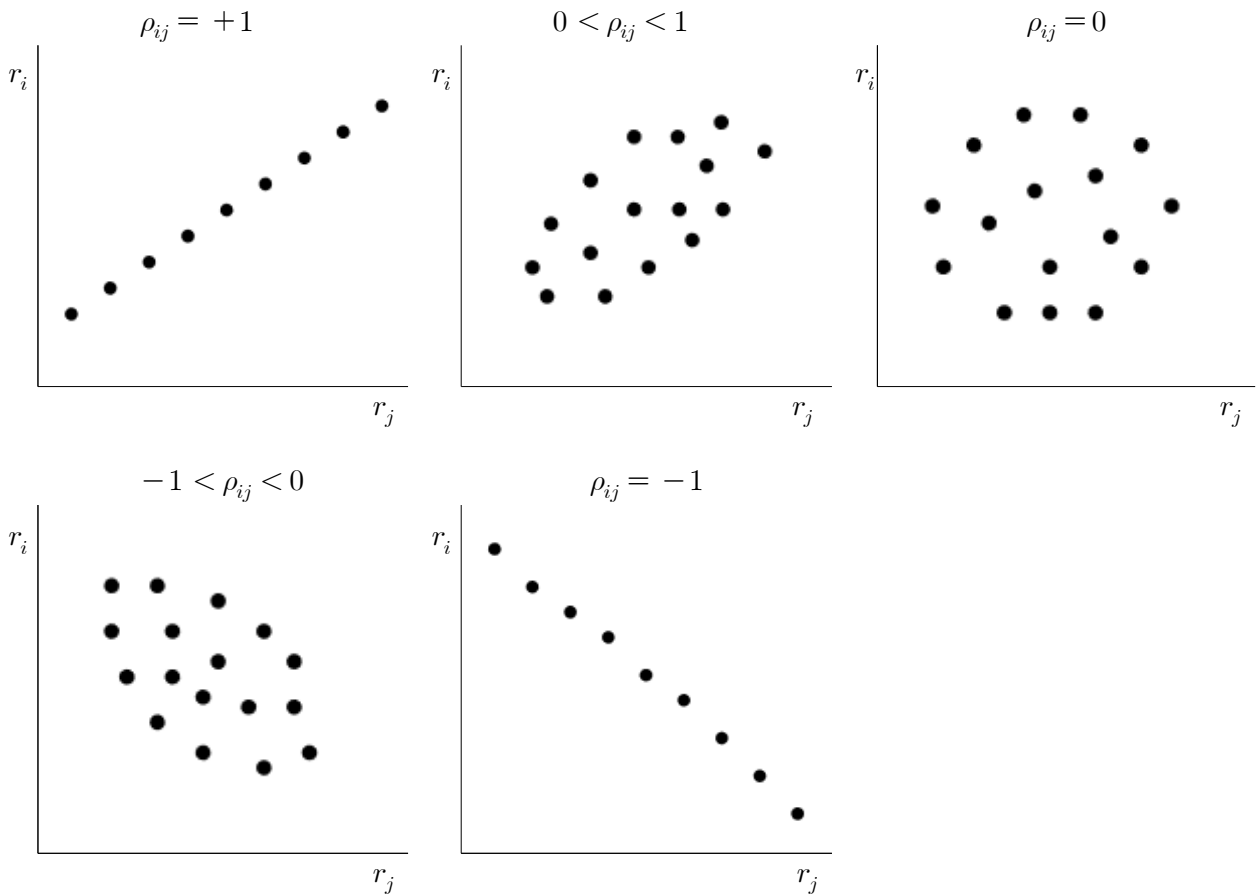 ρij = +1
ri
rj
0 < ρij < 1
ri
rj
ρij = 0
ri
rj
−1 < ρij < 0
ri
rj
ρij = −1
ri
rj